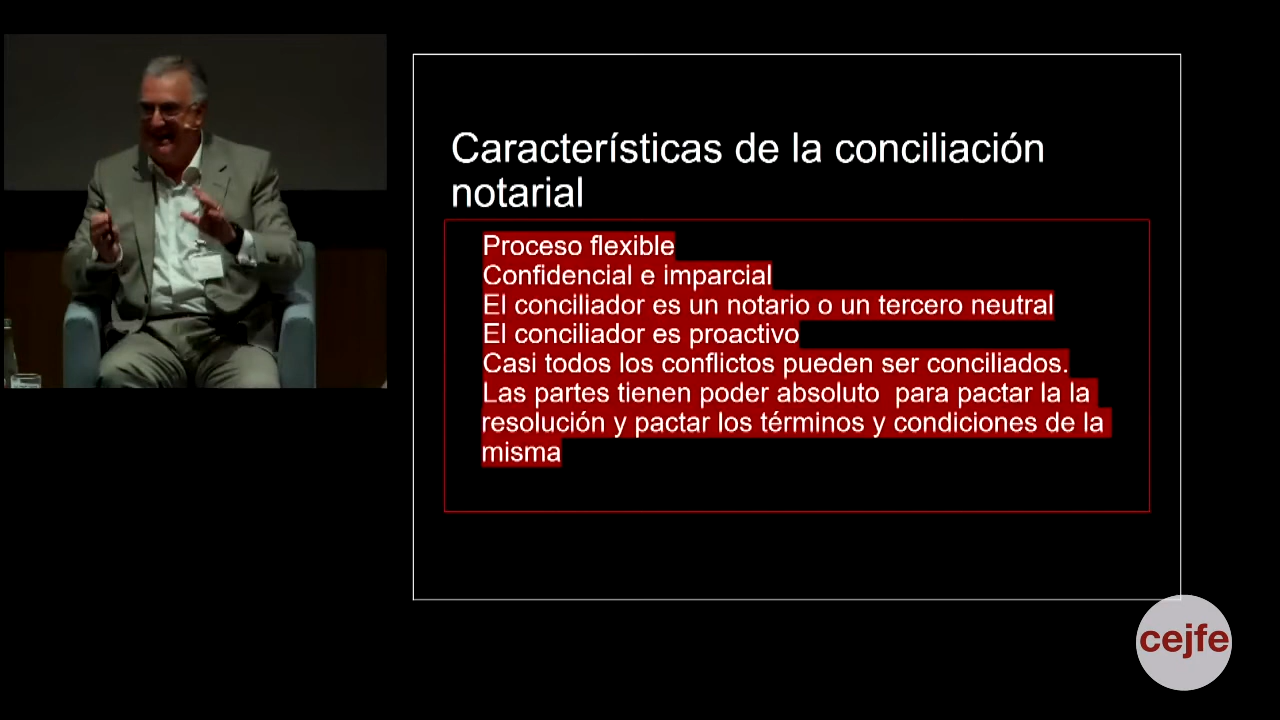 Características de la conciliación
notarial
Proceso flexible
Confidencial e imparcial
El conciliador es un notario o un tercero neutral
El conciliador es proactivo
Casi todos los conflictos pueden ser conciliados.
Las partes tienen poder absoluto  para pactar la la
resolución y pactar los términos y condiciones de la
misma
cejfe